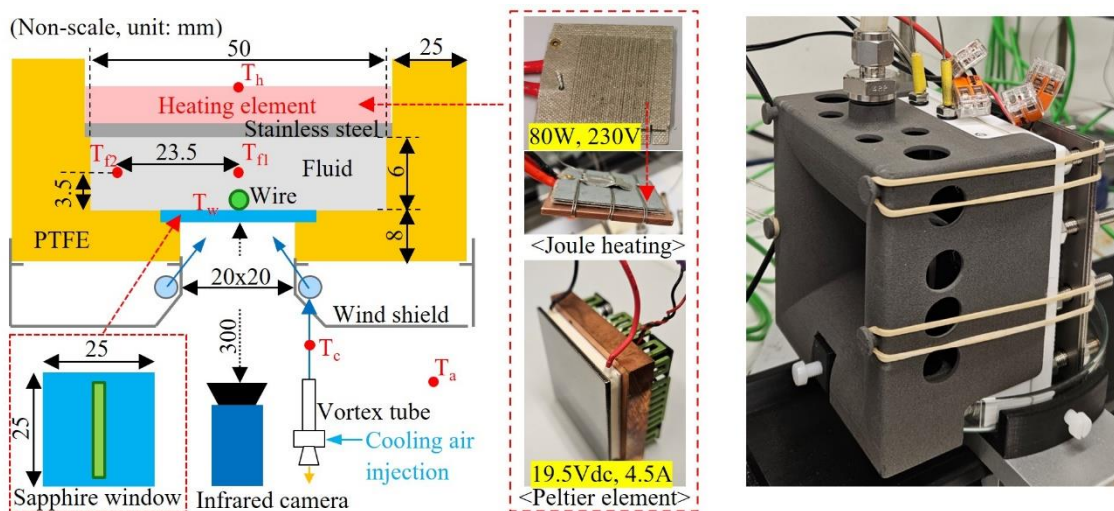 (Non-scale, unit: mm)
50
25
Th
Heating element
Stainless steel
Tf2
23.5
Tf1
Fluid
6
3.5
Wire
Tw
PTFE
8
20x20
Wind shield
300
Tc
Ta
25
25
Vortex tube
Cooling air
injection
Sapphire window
Infrared camera
80W, 230V
<Joule heating>
19.5Vdc, 4.5A
<Peltier element>